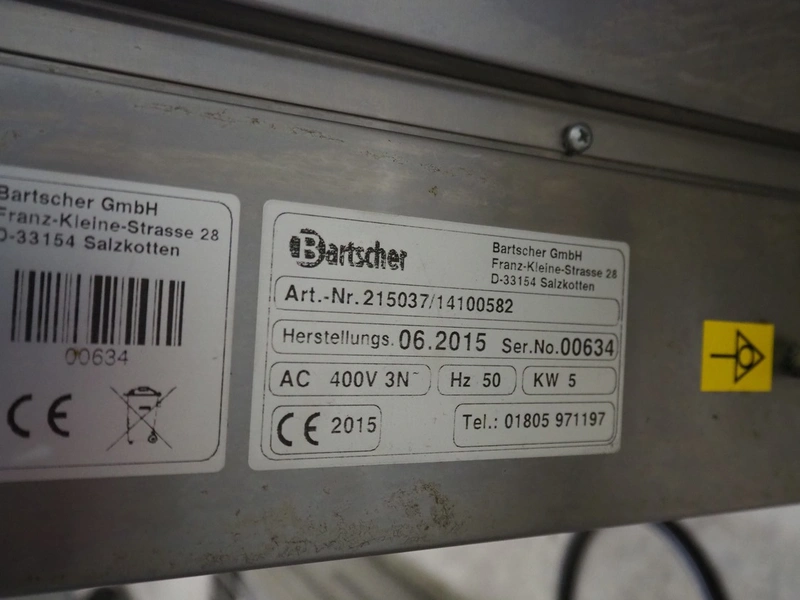 Bartscher GmbH
Franz-Kleine-Strasse 28
D-33154 Salzkotten
00634
CE
Bartscher
Bartscher GmbH
Franz-Kleine-Strasse 28
D-33154 Salzkotten
Art.-Nr. 215037/14100582
Herstellungs. 06.2015 Ser.No. 00634
AC 400V 3N~
Hz 50
KW 5
CE 2015
Tel.: 01805 971197